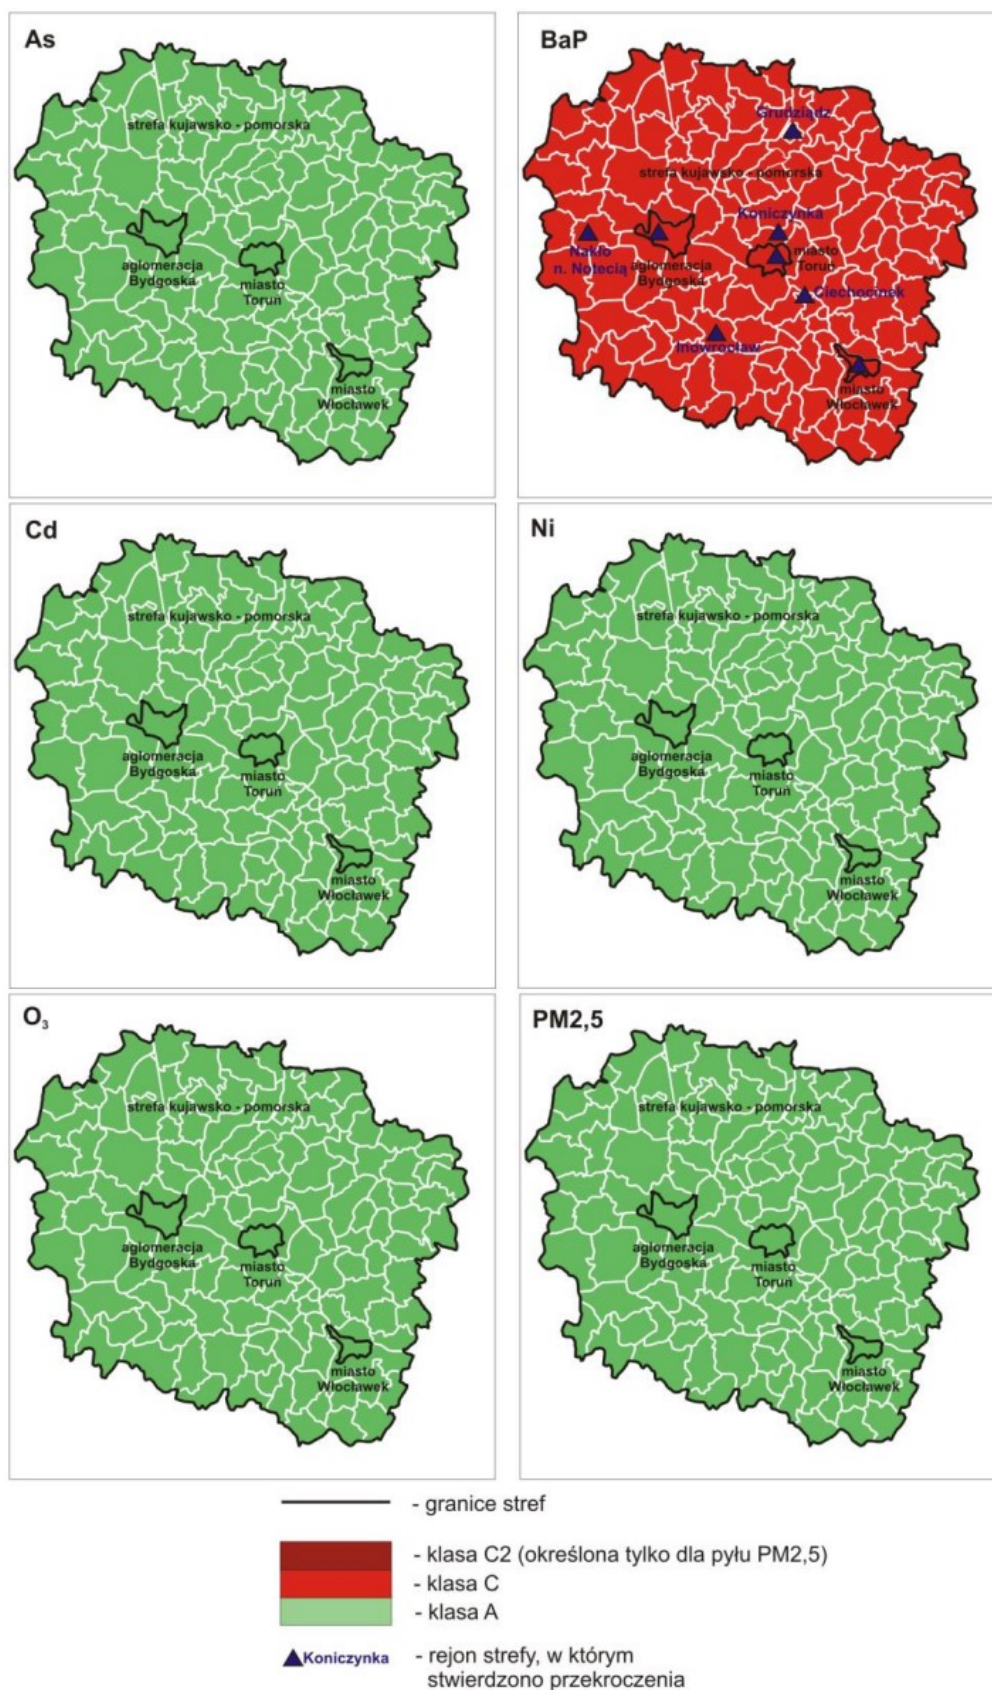 As
strefa kujawsko - pomorska
aglomeracja
Bydgoska
miasto
Toruń
miasto
Włocławek
BaP
Grudziądz
strefa kujawsko - pomorska
Koniczynka
Nakło
n. Notecią
aglomeracja
Bydgoska
miasto
Toruń
Ciechocinek
Inowrocław
miasto
Włocławek
Cd
strefa kujawsko - pomorska
aglomeracja
Bydgoska
miasto
Toruń
miasto
Włocławek
Ni
strefa kujawsko - pomorska
aglomeracja
Bydgoska
miasto
Toruń
miasto
Włocławek
O₃
strefa kujawsko - pomorska
aglomeracja
Bydgoska
miasto
Toruń
miasto
Włocławek
PM2,5
strefa kujawsko - pomorska
aglomeracja
Bydgoska
miasto
Toruń
miasto
Włocławek
- granice stref
- klasa C2 (określona tylko dla pyłu PM2,5)
- klasa C
- klasa A
Koniczynka - rejon strefy, w którym
stwierdzono przekroczenia